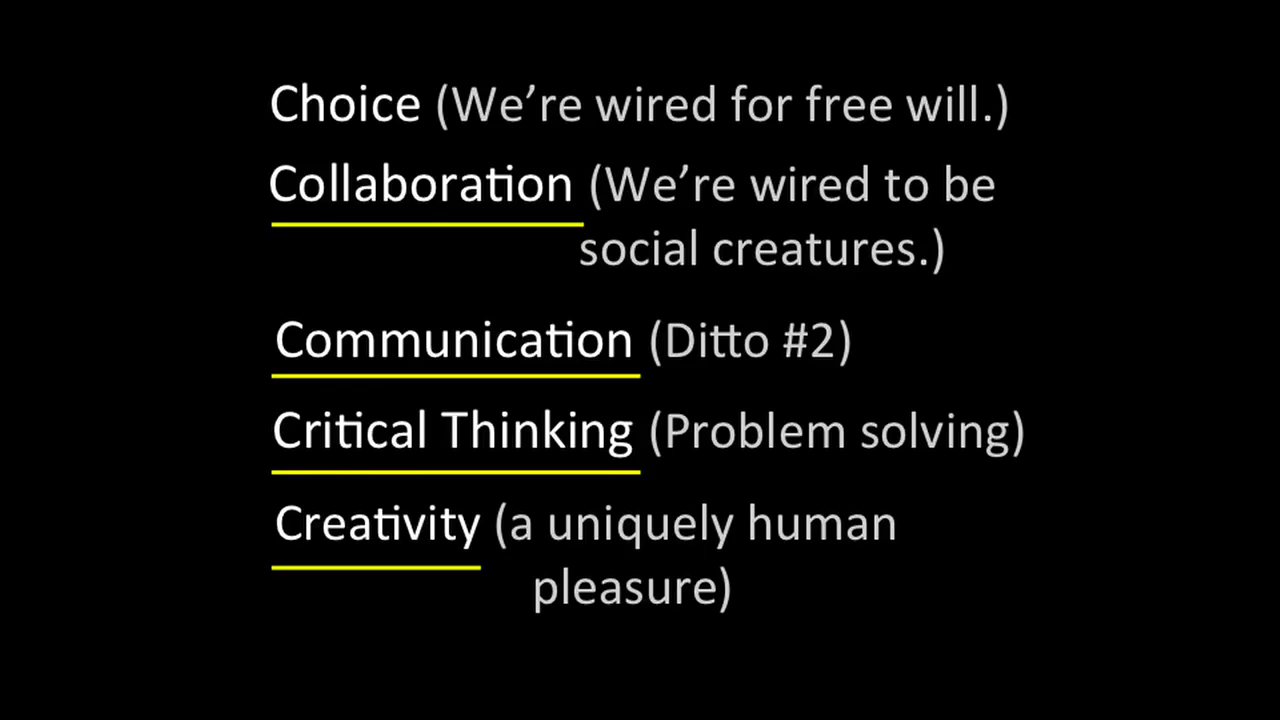 Choice (We’re wired for free will.)
Collaboration (We’re wired to be
social creatures.)
Communication (Ditto #2)
Critical Thinking (Problem solving)
Creativity (a uniquely human
pleasure)